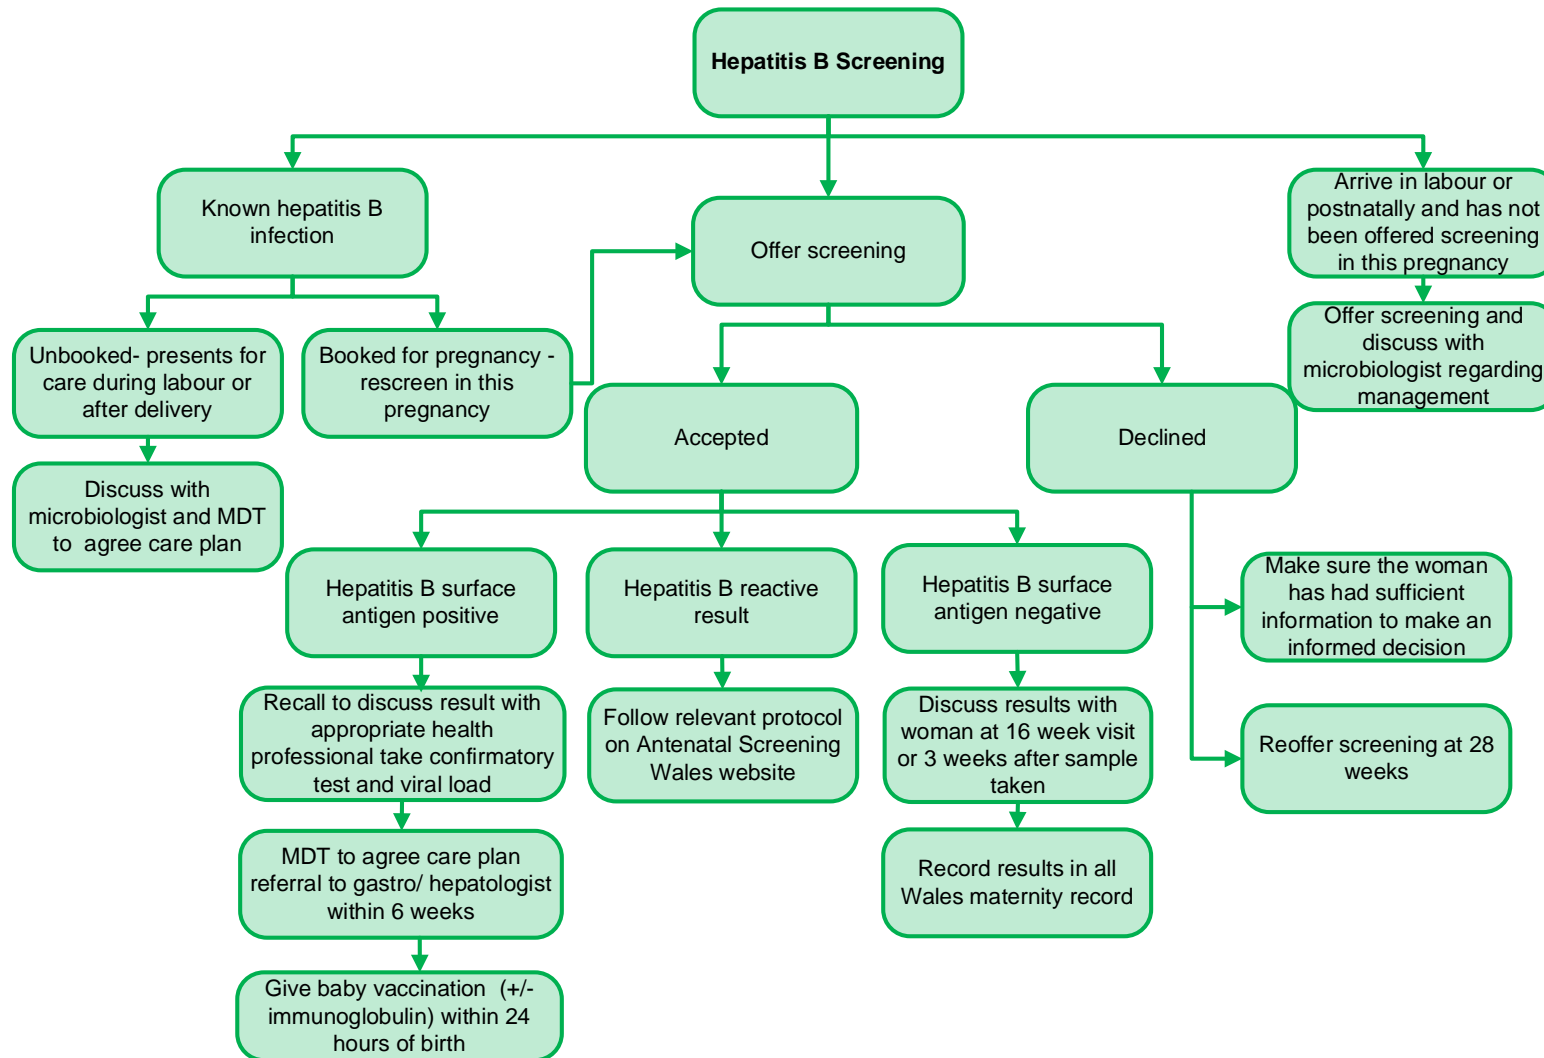 Hepatitis B Screening
Known hepatitis B
infection
Offer screening
Arrive in labour or
postnatally and has not
been offered screening
in this pregnancy
Unbooked- presents for
care during labour or
after delivery
Booked for pregnancy -
rescreen in this
pregnancy
Offer screening and
discuss with
microbiologist regarding
management
Accepted
Declined
Discuss with
microbiologist and MDT
to agree care plan
Hepatitis B surface
antigen positive
Hepatitis B reactive
result
Hepatitis B surface
antigen negative
Make sure the woman
has had sufficient
information to make an
informed decision
Recall to discuss result with
appropriate health
professional take confirmatory
test and viral load
Follow relevant protocol
on Antenatal Screening
Wales website
Discuss results with
woman at 16 week visit
or 3 weeks after sample
taken
Reoffer screening at 28
weeks
MDT to agree care plan
referral to gastro/ hepatologist
within 6 weeks
Record results in all
Wales maternity record
Give baby vaccination (+/-
immunoglobulin) within 24
hours of birth